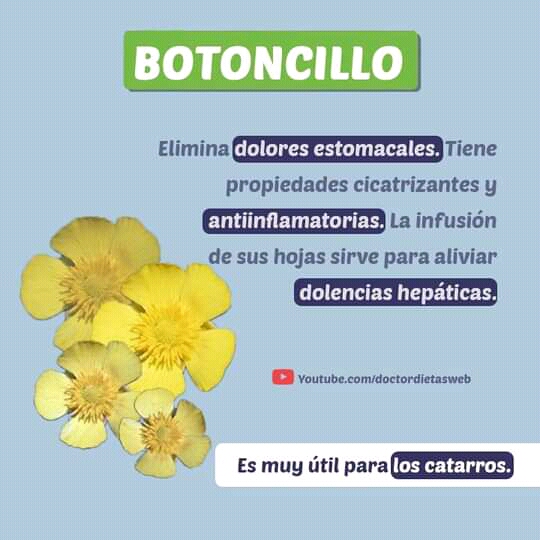 BOTONCILLO
Elimina dolores estomacales. Tiene
propiedades cicatrizantes y
antiinflamatorias. La infusión
de sus hojas sirve para aliviar
dolencias hepáticas.
Youtube.com/doctordietasweb
Es muy útil para los catarros.